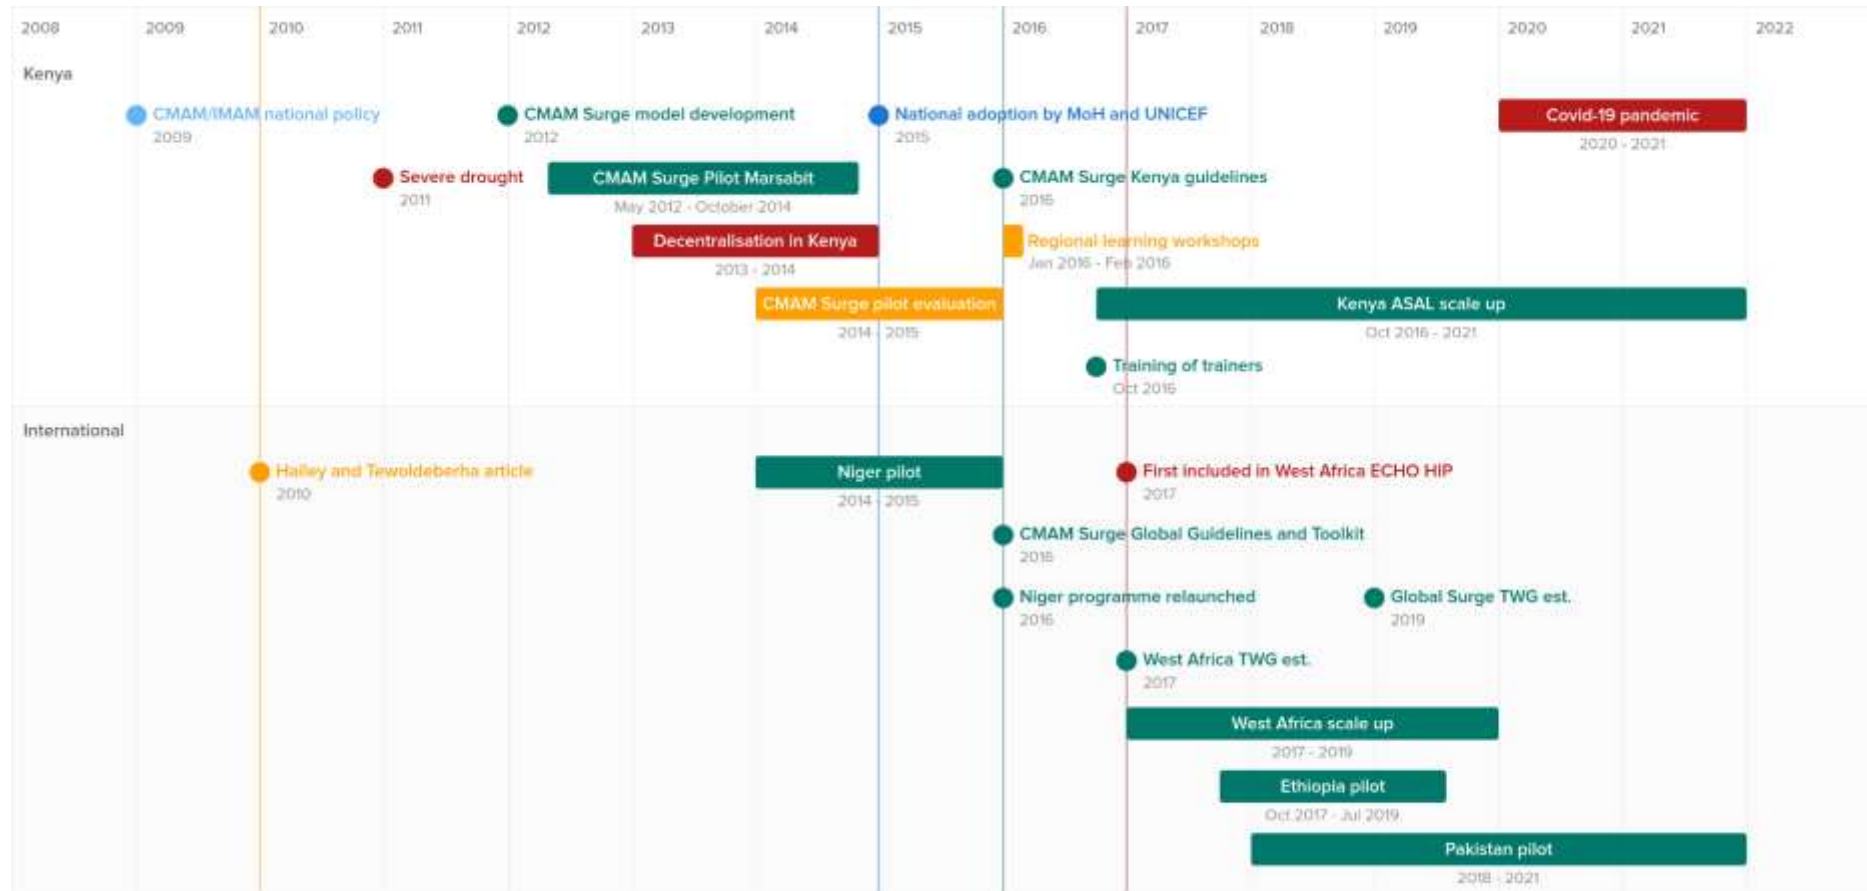 2008 2009 2010 2011 2012 2013 2014 2015 2016 2017 2018 2019 2020 2021 2022
Kenya
CMAM/IMAM national policy
2009
CMAM Surge model development
2012
National adoption by MoH and UNICEF
2015
Covid-19 pandemic
2020 - 2021
Severe drought
2011
CMAM Surge Pilot Marsabit
May 2012 - October 2014
CMAM Surge Kenya guidelines
2016
Decentralisation in Kenya
2013 - 2014
Regional learning workshops
Jan 2016 - Feb 2016
CMAM Surge pilot evaluation
2014 - 2015
Kenya ASAL scale up
Oct 2016 - 2021
Training of trainers
Oct 2016
International
Hailey and Tewoldeberha article
2010
Niger pilot
2014 - 2015
First included in West Africa ECHO HIP
2017
CMAM Surge Global Guidelines and Toolkit
2016
Niger programme relaunched
2016
Global Surge TWG est.
2019
West Africa TWG est.
2017
West Africa scale up
2017 - 2019
Ethiopia pilot
Oct 2017 - Jul 2019
Pakistan pilot
2018 - 2021